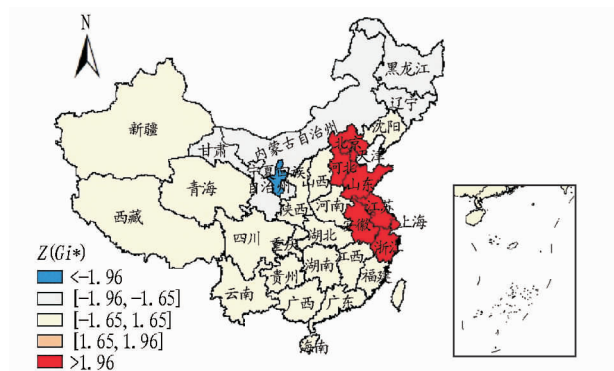 N
黑龙江
辽宁
沈阳
内蒙古自治州
新疆
甘肃
北京
天津
宁夏回族
自治州
河北
山西
山东
青海
陕西
河南
江苏
西藏
安徽
上海
四川
重庆
湖北
浙江
湖南
江西
贵州
福建
云南
广西
广东
海南
Z(Gi*)
<-1.96
[-1.96,-1.65]
[-1.65,1.65]
[1.65,1.96]
>1.96